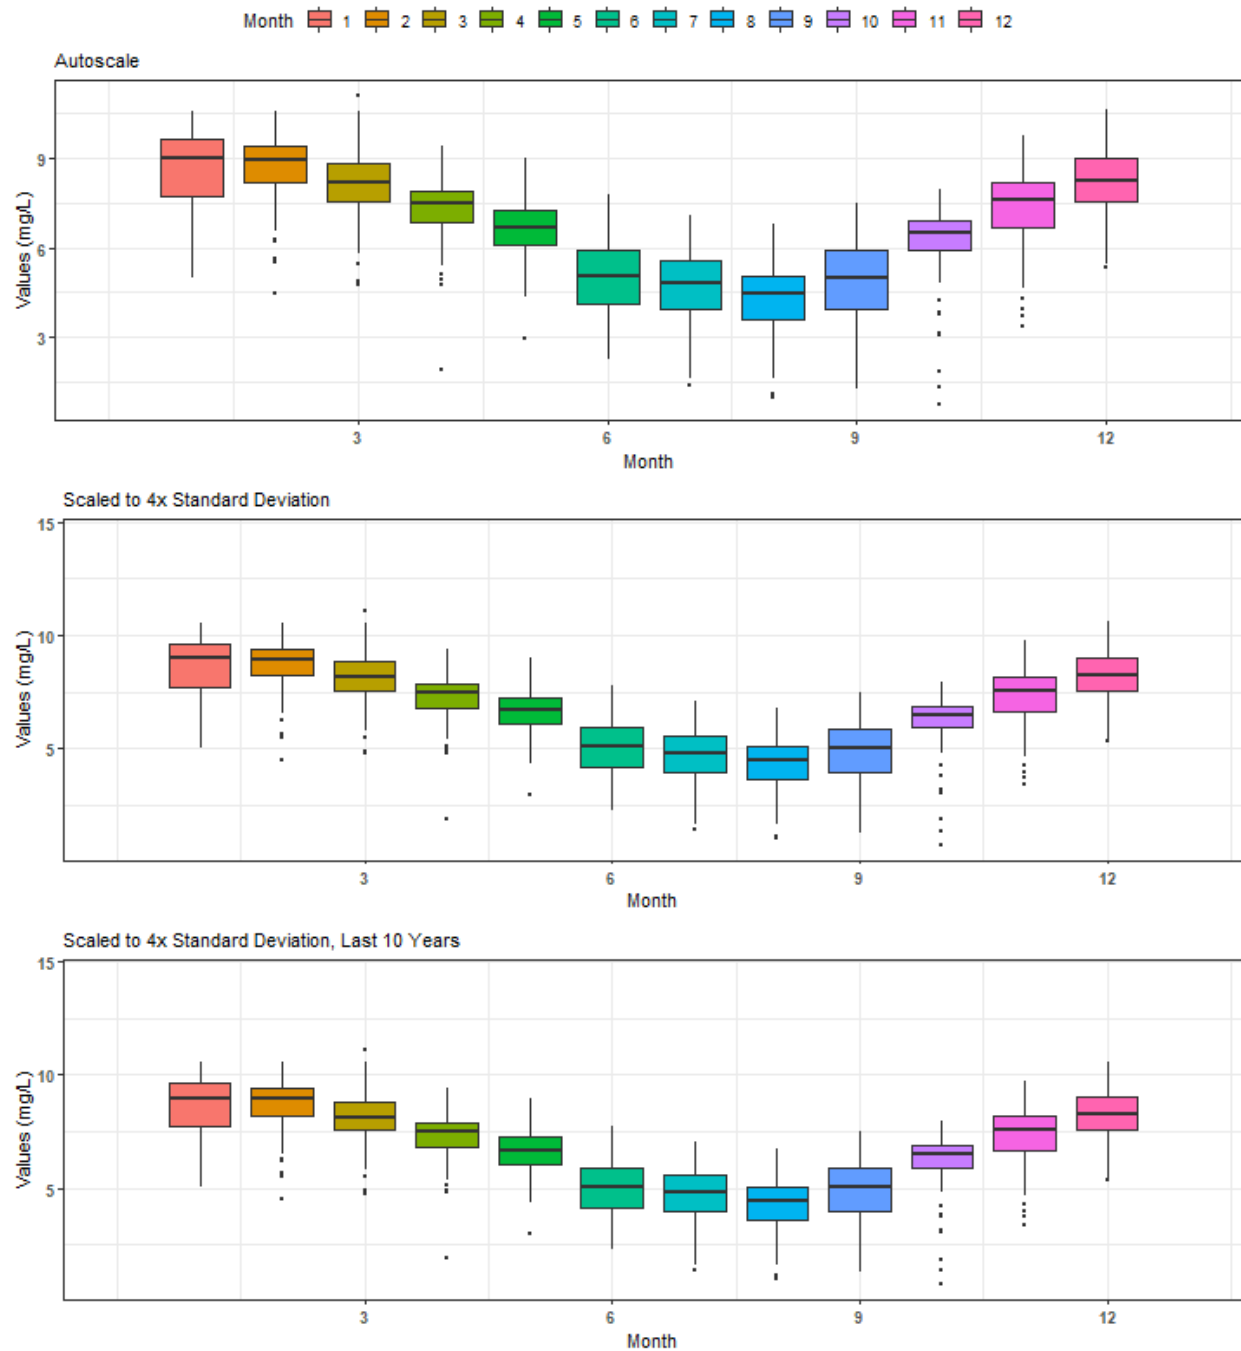 Month 1 2 3 4 5 6 7 8 9 10 11 12
Autoscale
Values (mg/L)
9
6
3
3 6 9 12
Month
Scaled to 4x Standard Deviation
Values (mg/L)
15
10
5
3 6 9 12
Month
Scaled to 4x Standard Deviation, Last 10 Years
Values (mg/L)
15
10
5
3 6 9 12
Month